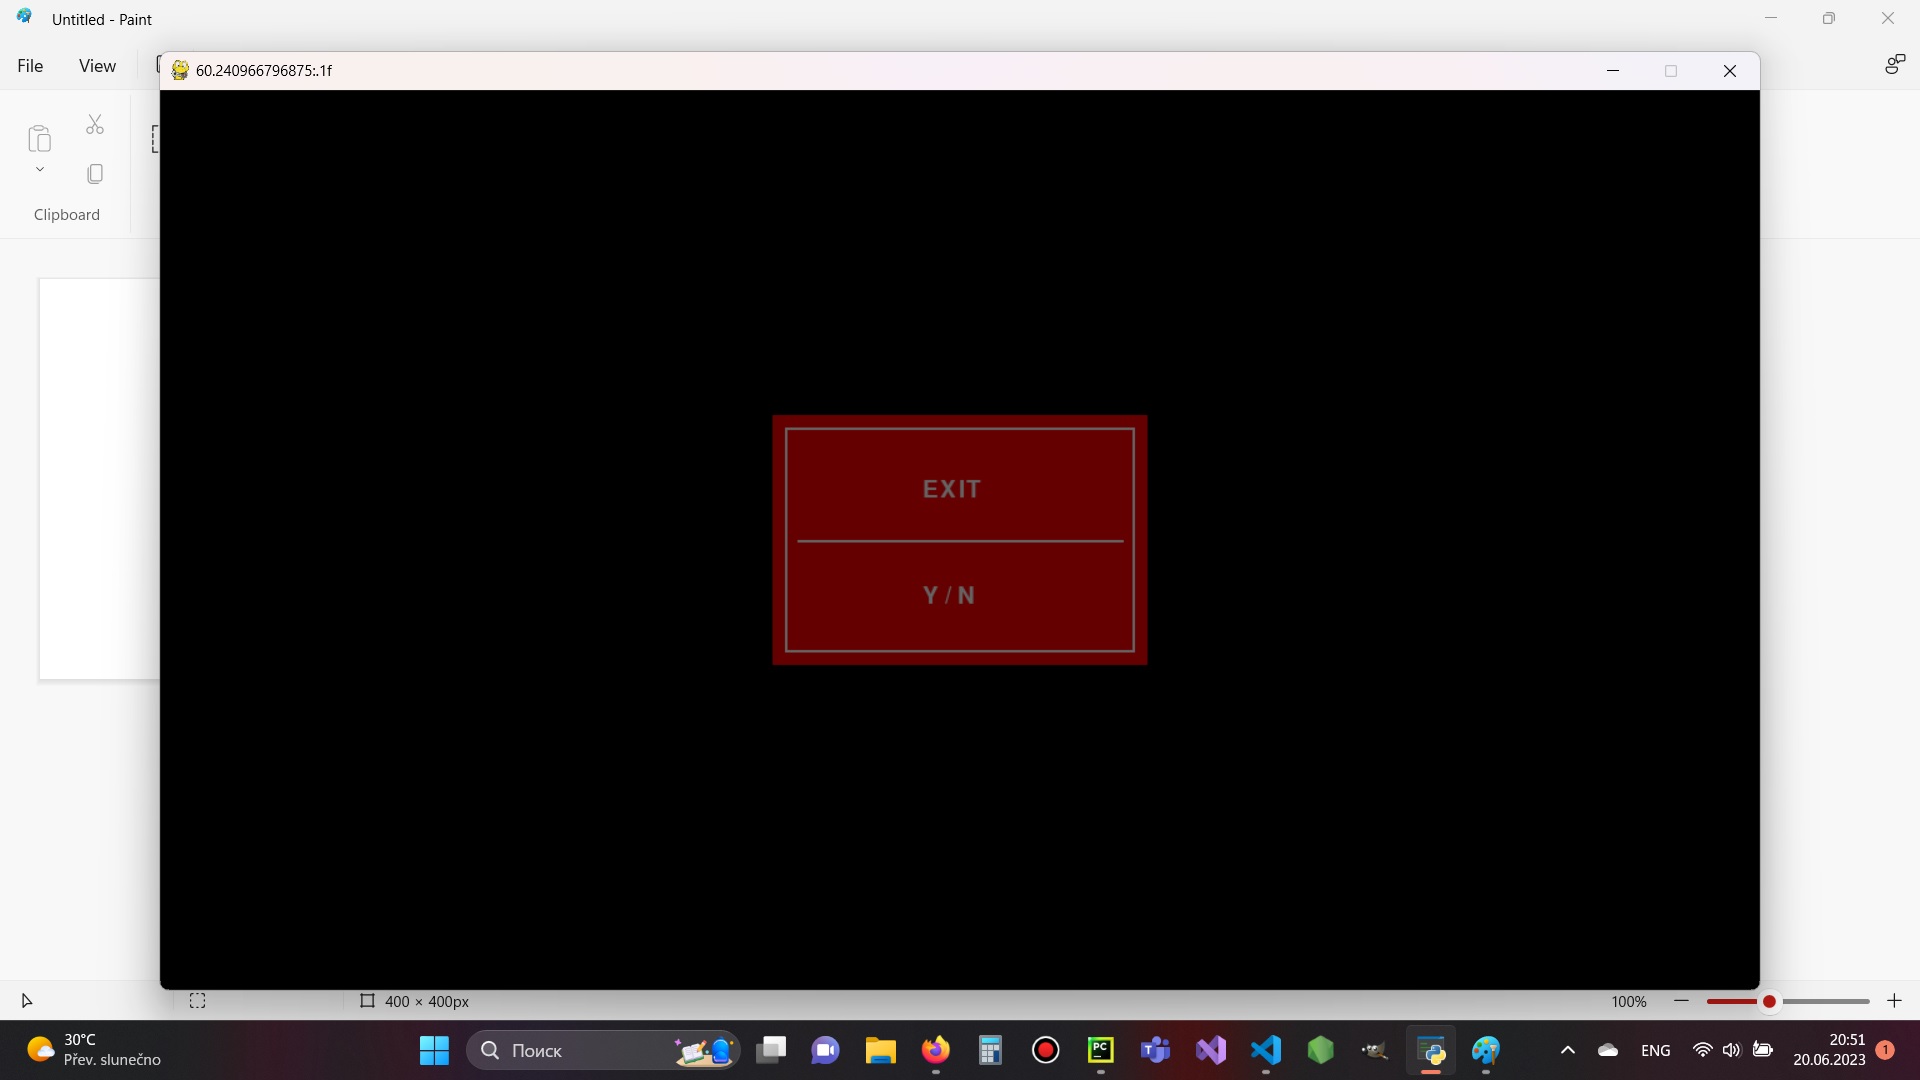 Untitled - Paint
File
View
60.240966796875:.1f
Clipboard
EXIT
Y / N
400 × 400px
100%
30°C
Přev. slunečno
Поиск
PC
T
ENG
20:51
20.06.2023
1